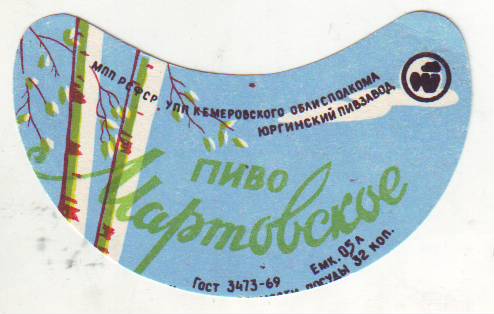 МПП РСФСР. УПП КЕМЕРОВСКОГО ОБЛИСПОЛКОМА
ЮРГИНСКИЙ ПИВЗАВОД
ПИВО
Мартовское
ГОСТ 3473-69
ЕМК. 0,5 Л
ПОСУДЫ 32 КОП.